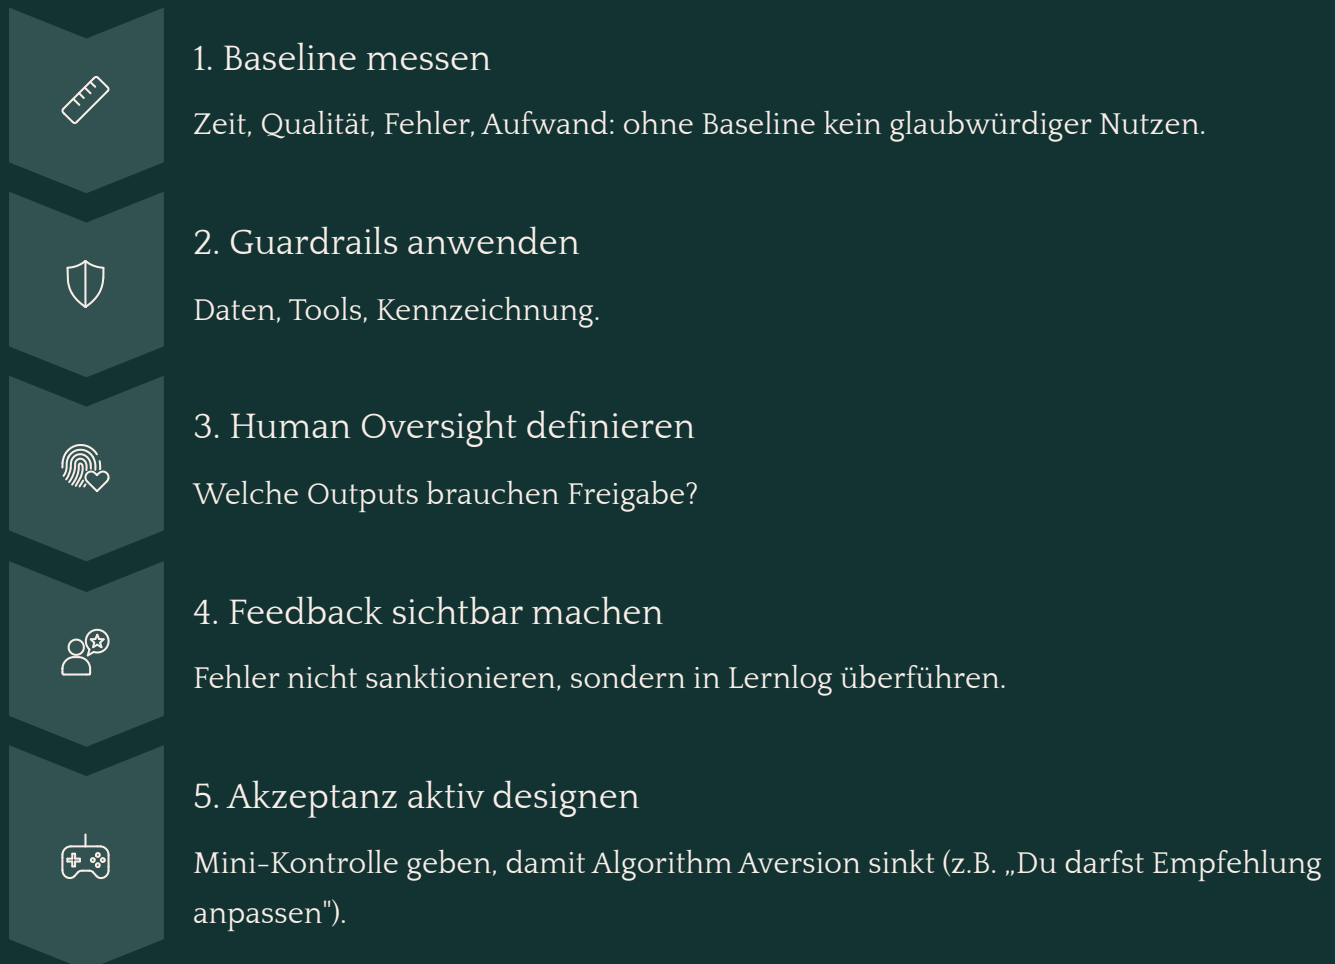 1. Baseline messen
Zeit, Qualität, Fehler, Aufwand: ohne Baseline kein glaubwürdiger Nutzen.
2. Guardrails anwenden
Daten, Tools, Kennzeichnung.
3. Human Oversight definieren
Welche Outputs brauchen Freigabe?
4. Feedback sichtbar machen
Fehler nicht sanktionieren, sondern in Lernlog überführen.
5. Akzeptanz aktiv designen
Mini-Kontrolle geben, damit Algorithm Aversion sinkt (z.B. „Du darfst Empfehlung
anpassen").